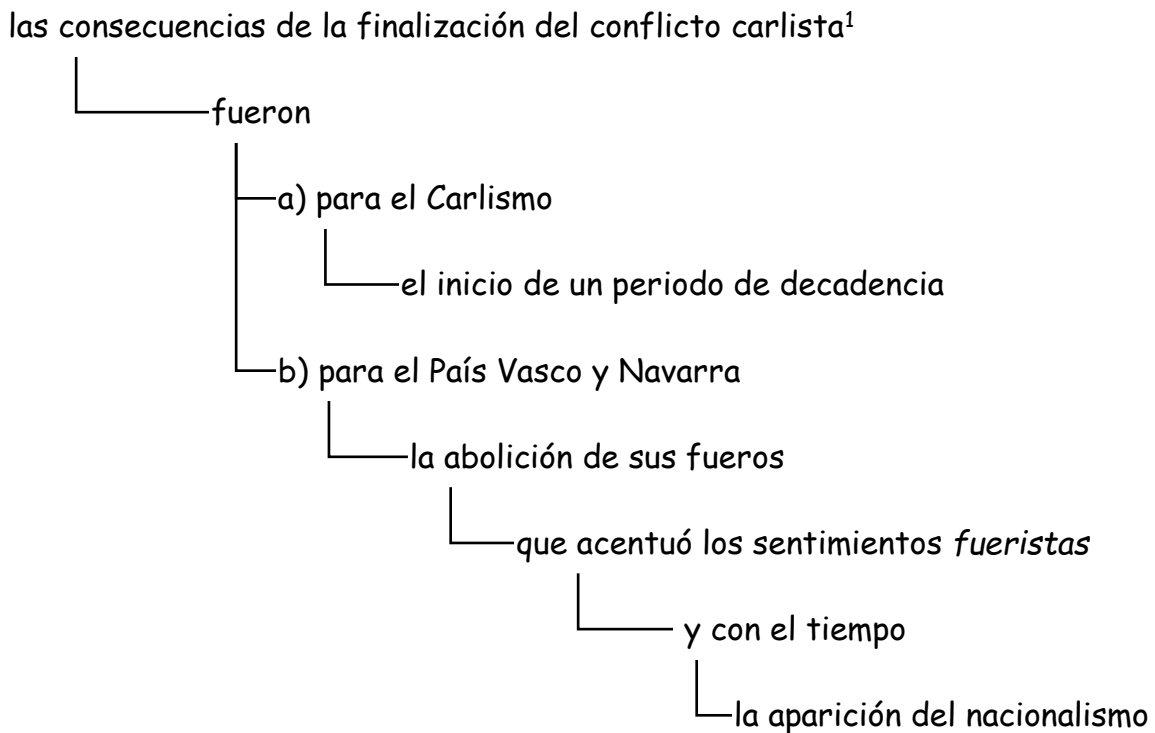 las consecuencias de la finalización del conflicto carlista¹
fueron
a) para el Carlismo
el inicio de un periodo de decadencia
b) para el País Vasco y Navarra
la abolición de sus fueros
que acentuó los sentimientos fueristas
y con el tiempo
la aparición del nacionalismo